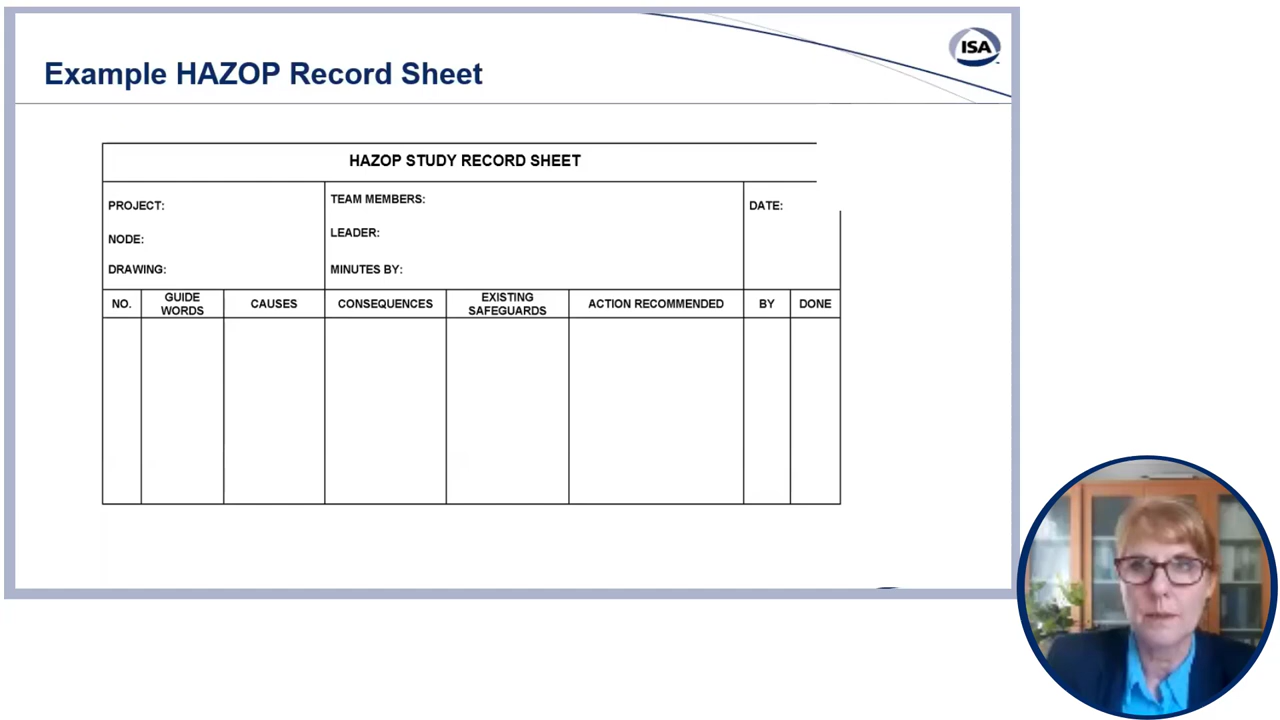 Example HAZOP Record Sheet
ISA
HAZOP STUDY RECORD SHEET
PROJECT:
NODE:
DRAWING:
TEAM MEMBERS:
LEADER:
MINUTES BY:
DATE:
NO.
GUIDE
WORDS
CAUSES
CONSEQUENCES
EXISTING
SAFEGUARDS
ACTION RECOMMENDED
BY
DONE